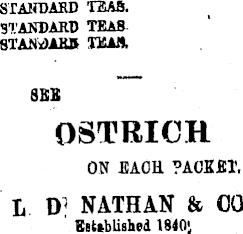 STANDARD TEAS.
STANDARD TEAS.
STANDARD TEAS.
SEE
OSTRICH
ON EACH PACKET.
L. D. NATHAN & CO
Established 1840.